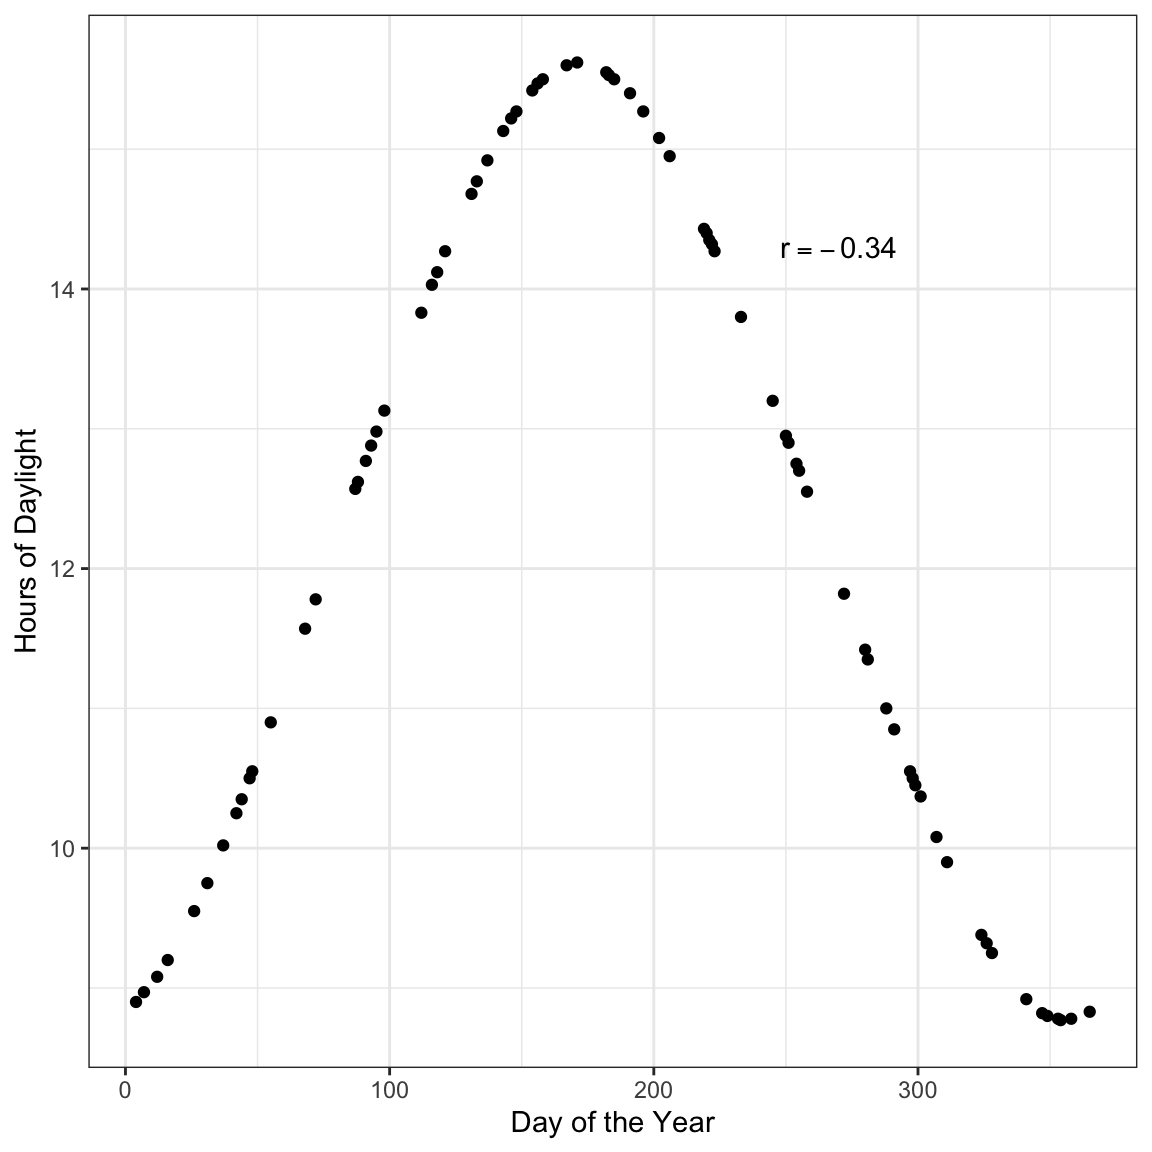 r = − 0.34
14
12
10
Hours of Daylight
0 100 200 300
Day of the Year